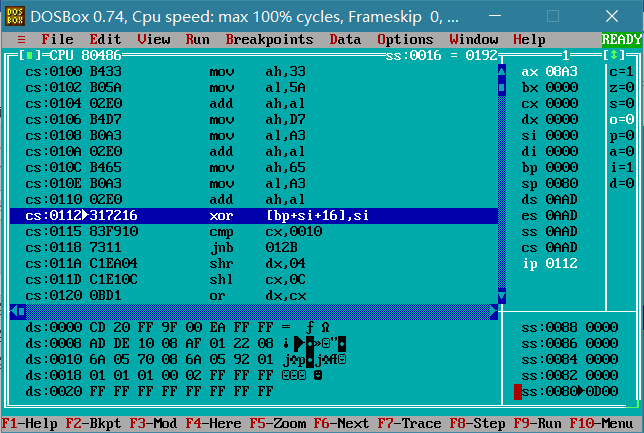 DOSBox 0.74, Cpu speed: max 100% cycles, Frameskip 0, ...
≡ File Edit View Run Breakpoints Data Options Window Help READY
[■]=CPU 80486 ss:0016 = 0192 1 [↕]
cs:0100 B433 mov ah,33 ax 08A3 c=1
cs:0102 B05A mov al,5A bx 0000 z=0
cs:0104 02E0 add ah,al cx 0000 s=0
cs:0106 B4D7 mov ah,D7 dx 0000 o=0
cs:0108 B0A3 mov al,A3 si 0000 p=0
cs:010A 02E0 add ah,al di 0000 a=0
cs:010C B465 mov ah,65 bp 0000 i=1
cs:010E B0A3 mov al,A3 sp 0080 d=0
cs:0110 02E0 add ah,al ds 0AAD
cs:0112►317216 xor [bp+si+16],si es 0AAD
cs:0115 83F910 cmp cx,0010 ss 0AAD
cs:0118 7311 jnb 012B cs 0AAD
cs:011A C1EA04 shr dx,04 ip 0112
cs:011D C1E10C shl cx,0C
cs:0120 0BD1 or dx,cx
ds:0000 CD 20 FF 9F 00 EA FF FF = ƒ Ω ss:0088 0000
ds:0008 AD DE 10 08 AF 01 22 08 ss:0086 0000
ds:0010 6A 05 70 08 6A 05 92 01 ss:0084 0000
ds:0018 01 01 01 00 02 FF FF FF ss:0082 0000
ds:0020 FF FF FF FF FF FF FF FF ss:0080►0D00
F1-Help F2-Bkpt F3-Mod F4-Here F5-Zoom F6-Next F7-Trace F8-Step F9-Run F10-Menu